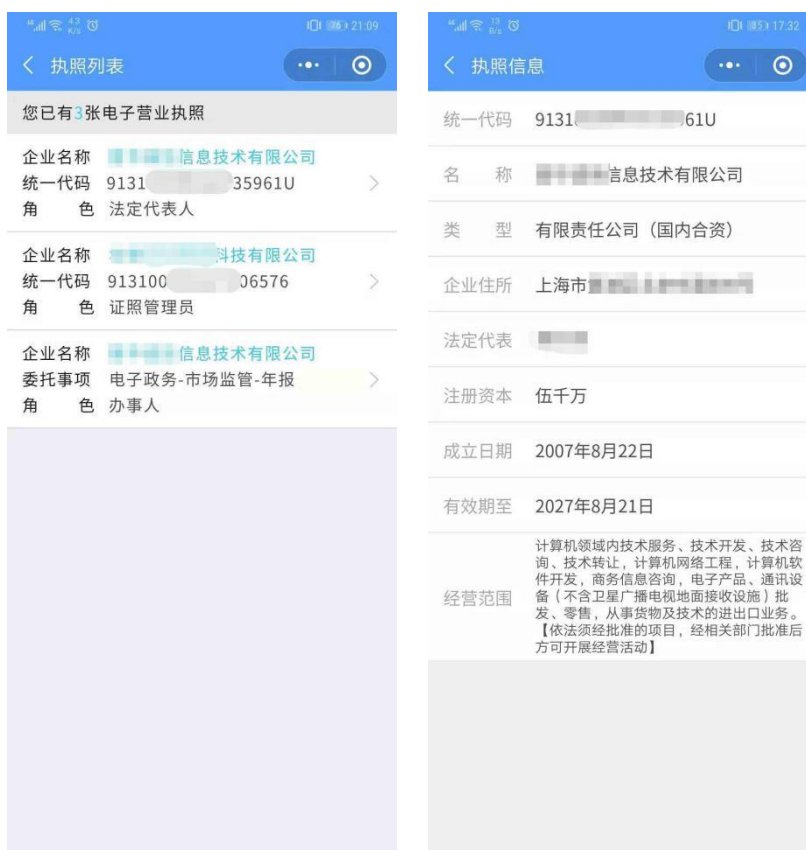 4.3
K/s
21:09
执照列表
您已有3张电子营业执照
企业名称 信息技术有限公司
统一代码 9131 35961U
角 色 法定代表人
企业名称 科技有限公司
统一代码 913100 06576
角 色 证照管理员
企业名称 信息技术有限公司
委托事项 电子政务-市场监管-年报
角 色 办事人
13
B/s
17:32
执照信息
统一代码 9131 61U
名 称 信息技术有限公司
类 型 有限责任公司（国内合资）
企业住所 上海市
法定代表
注册资本 伍千万
成立日期 2007年8月22日
有效期至 2027年8月21日
经营范围
计算机领域内技术服务、技术开发、技术咨
询、技术转让，计算机网络工程，计算机软
件开发，商务信息咨询，电子产品、通讯设
备（不含卫星广播电视地面接收设施）批
发、零售，从事货物及技术的进出口业务。
【依法须经批准的项目，经相关部门批准后
方可开展经营活动】